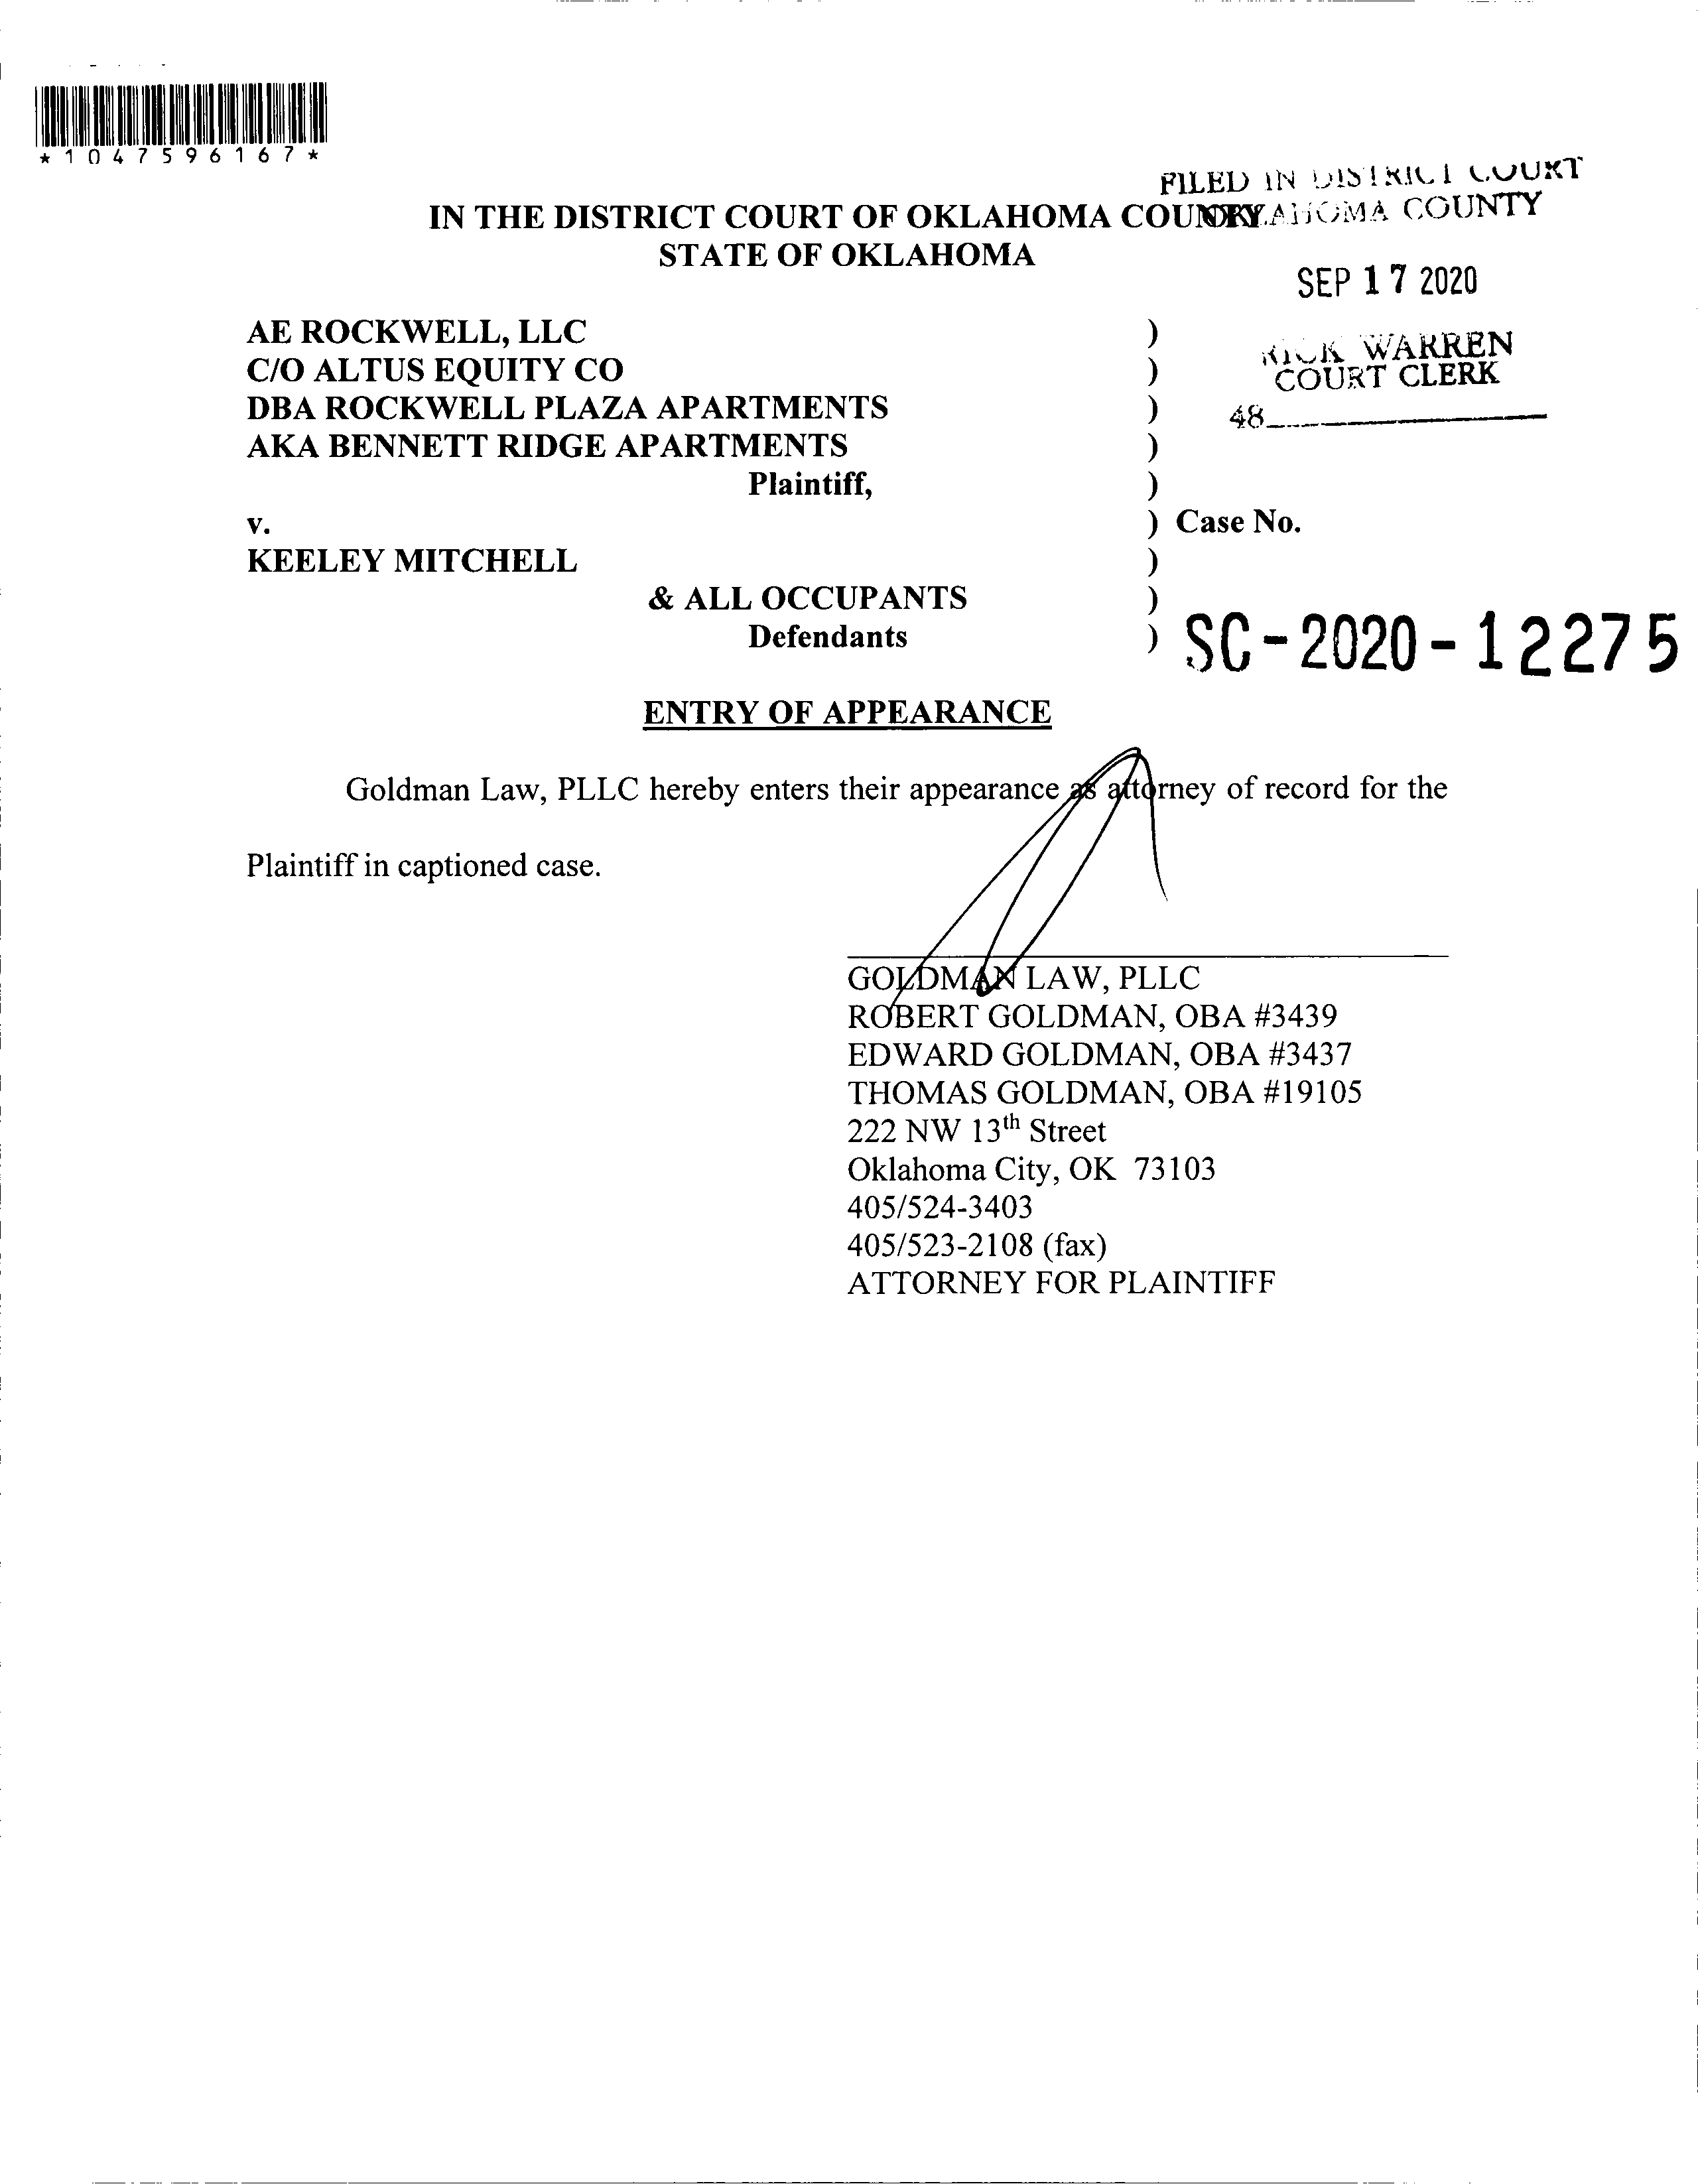 *1047596167*
FILED IN DISTRICT COURT
IN THE DISTRICT COURT OF OKLAHOMA COUNTY
OKLAHOMA COUNTY
STATE OF OKLAHOMA
SEP 17 2020
AE ROCKWELL, LLC )
RICK WARREN
C/O ALTUS EQUITY CO )
COURT CLERK
DBA ROCKWELL PLAZA APARTMENTS )
48
AKA BENNETT RIDGE APARTMENTS )
Plaintiff, )
v. ) Case No.
KEELEY MITCHELL )
& ALL OCCUPANTS )
Defendants ) SC-2020-12275
ENTRY OF APPEARANCE
Goldman Law, PLLC hereby enters their appearance as attorney of record for the
Plaintiff in captioned case.
GOLDMAN LAW, PLLC
ROBERT GOLDMAN, OBA #3439
EDWARD GOLDMAN, OBA #3437
THOMAS GOLDMAN, OBA #19105
222 NW 13th Street
Oklahoma City, OK 73103
405/524-3403
405/523-2108 (fax)
ATTORNEY FOR PLAINTIFF